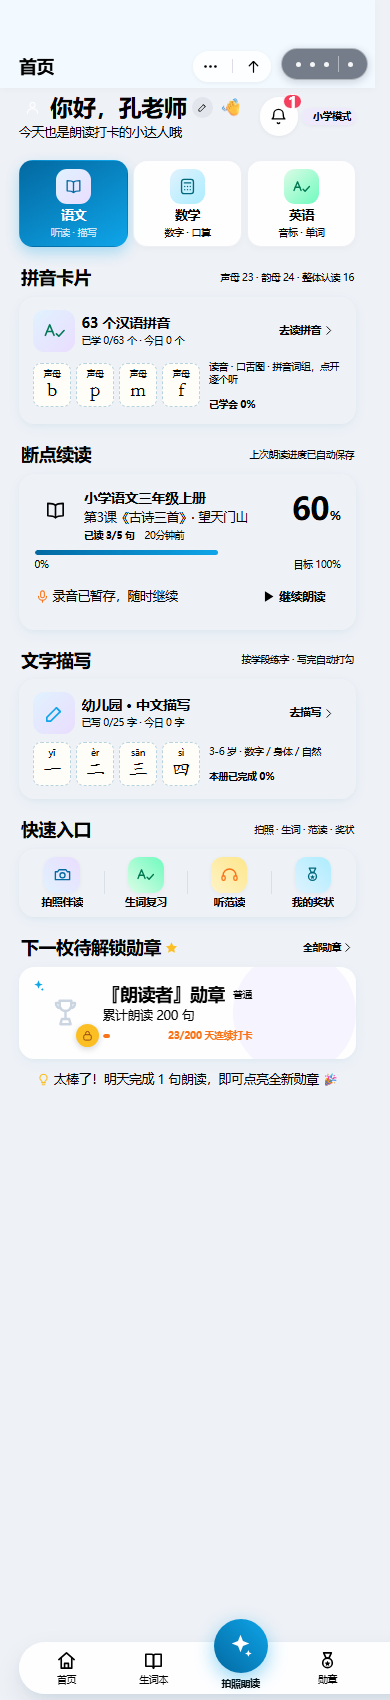 首页
你好，孔老师
1
小学模式
今天也是朗读打卡的小达人哦
语文
听读 · 描写
数学
数字 · 口算
英语
音标 · 单词
拼音卡片
声母 23 · 韵母 24 · 整体认读 16
63 个汉语拼音
已学 0/63 个 · 今日 0 个
去读拼音
声母 b
声母 p
声母 m
声母 f
读音 · 口舌图 · 拼音词组，点开
逐个听
已学会 0%
断点续读
上次朗读进度已自动保存
小学语文三年级上册
第3课《古诗三首》· 望天门山
已读 3/5 句 20分钟前
60%
0%
目标 100%
录音已暂存，随时继续
继续朗读
文字描写
按学段练字 · 写完自动打勾
幼儿园 · 中文描写
已写 0/25 字 · 今日 0 字
去描写
yī 一
èr 二
sān 三
sì 四
3-6 岁 · 数字 / 身体 / 自然
本册已完成 0%
快速入口
拍照 · 生词 · 范读 · 奖状
拍照伴读
生词复习
听范读
我的奖状
下一枚待解锁勋章
全部勋章
『朗读者』勋章 普通
累计朗读 200 句
23/200 天连续打卡
太棒了！明天完成 1 句朗读，即可点亮全新勋章
首页
生词本
拍照朗读
勋章